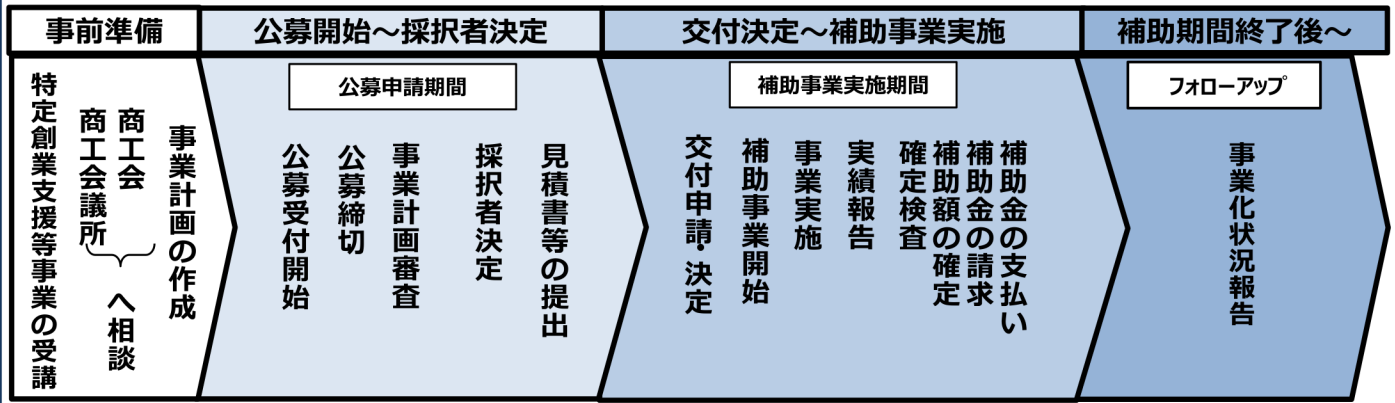 事前準備
特定創業支援等事業の受講
商工会
商工会議所
へ相談
事業計画の作成
公募開始～採択者決定
公募申請期間
公募受付開始
公募締切
事業計画審査
採択者決定
見積書等の提出
交付決定～補助事業実施
補助事業実施期間
交付申請・決定
補助事業開始
事業実施
実績報告
確定検査
補助額の確定
補助金の請求
補助金の支払い
補助期間終了後～
フォローアップ
事業化状況報告